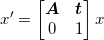 x′ = [ A t
0 1 ] x